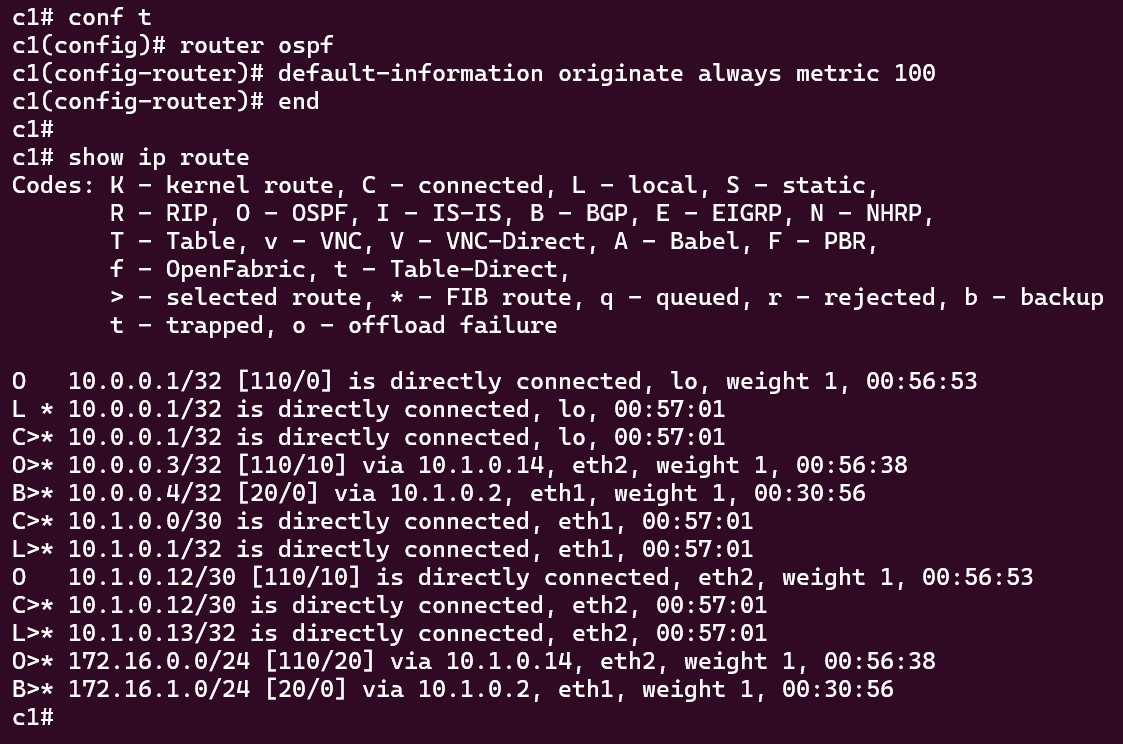 c1# conf t
c1(config)# router ospf
c1(config-router)# default-information originate always metric 100
c1(config-router)# end
c1#
c1# show ip route
Codes: K - kernel route, C - connected, L - local, S - static,
       R - RIP, O - OSPF, I - IS-IS, B - BGP, E - EIGRP, N - NHRP,
       T - Table, v - VNC, V - VNC-Direct, A - Babel, F - PBR,
       f - OpenFabric, t - Table-Direct,
       > - selected route, * - FIB route, q - queued, r - rejected, b - backup
       t - trapped, o - offload failure

O   10.0.0.1/32 [110/0] is directly connected, lo, weight 1, 00:56:53
L * 10.0.0.1/32 is directly connected, lo, 00:57:01
C>* 10.0.0.1/32 is directly connected, lo, 00:57:01
O>* 10.0.0.3/32 [110/10] via 10.1.0.14, eth2, weight 1, 00:56:38
B>* 10.0.0.4/32 [20/0] via 10.1.0.2, eth1, weight 1, 00:30:56
C>* 10.1.0.0/30 is directly connected, eth1, 00:57:01
L>* 10.1.0.1/32 is directly connected, eth1, 00:57:01
O   10.1.0.12/30 [110/10] is directly connected, eth2, weight 1, 00:56:53
C>* 10.1.0.12/30 is directly connected, eth2, 00:57:01
L>* 10.1.0.13/32 is directly connected, eth2, 00:57:01
O>* 172.16.0.0/24 [110/20] via 10.1.0.14, eth2, weight 1, 00:56:38
B>* 172.16.1.0/24 [20/0] via 10.1.0.2, eth1, weight 1, 00:30:56
c1#